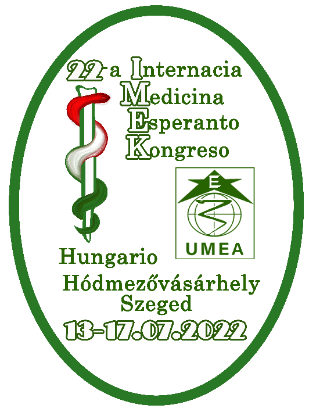 22-a Internacia
Medicina
Esperanto
Kongreso
E
UMEA
Hungario
Hódmezővásárhely
Szeged
13-17.07.2022